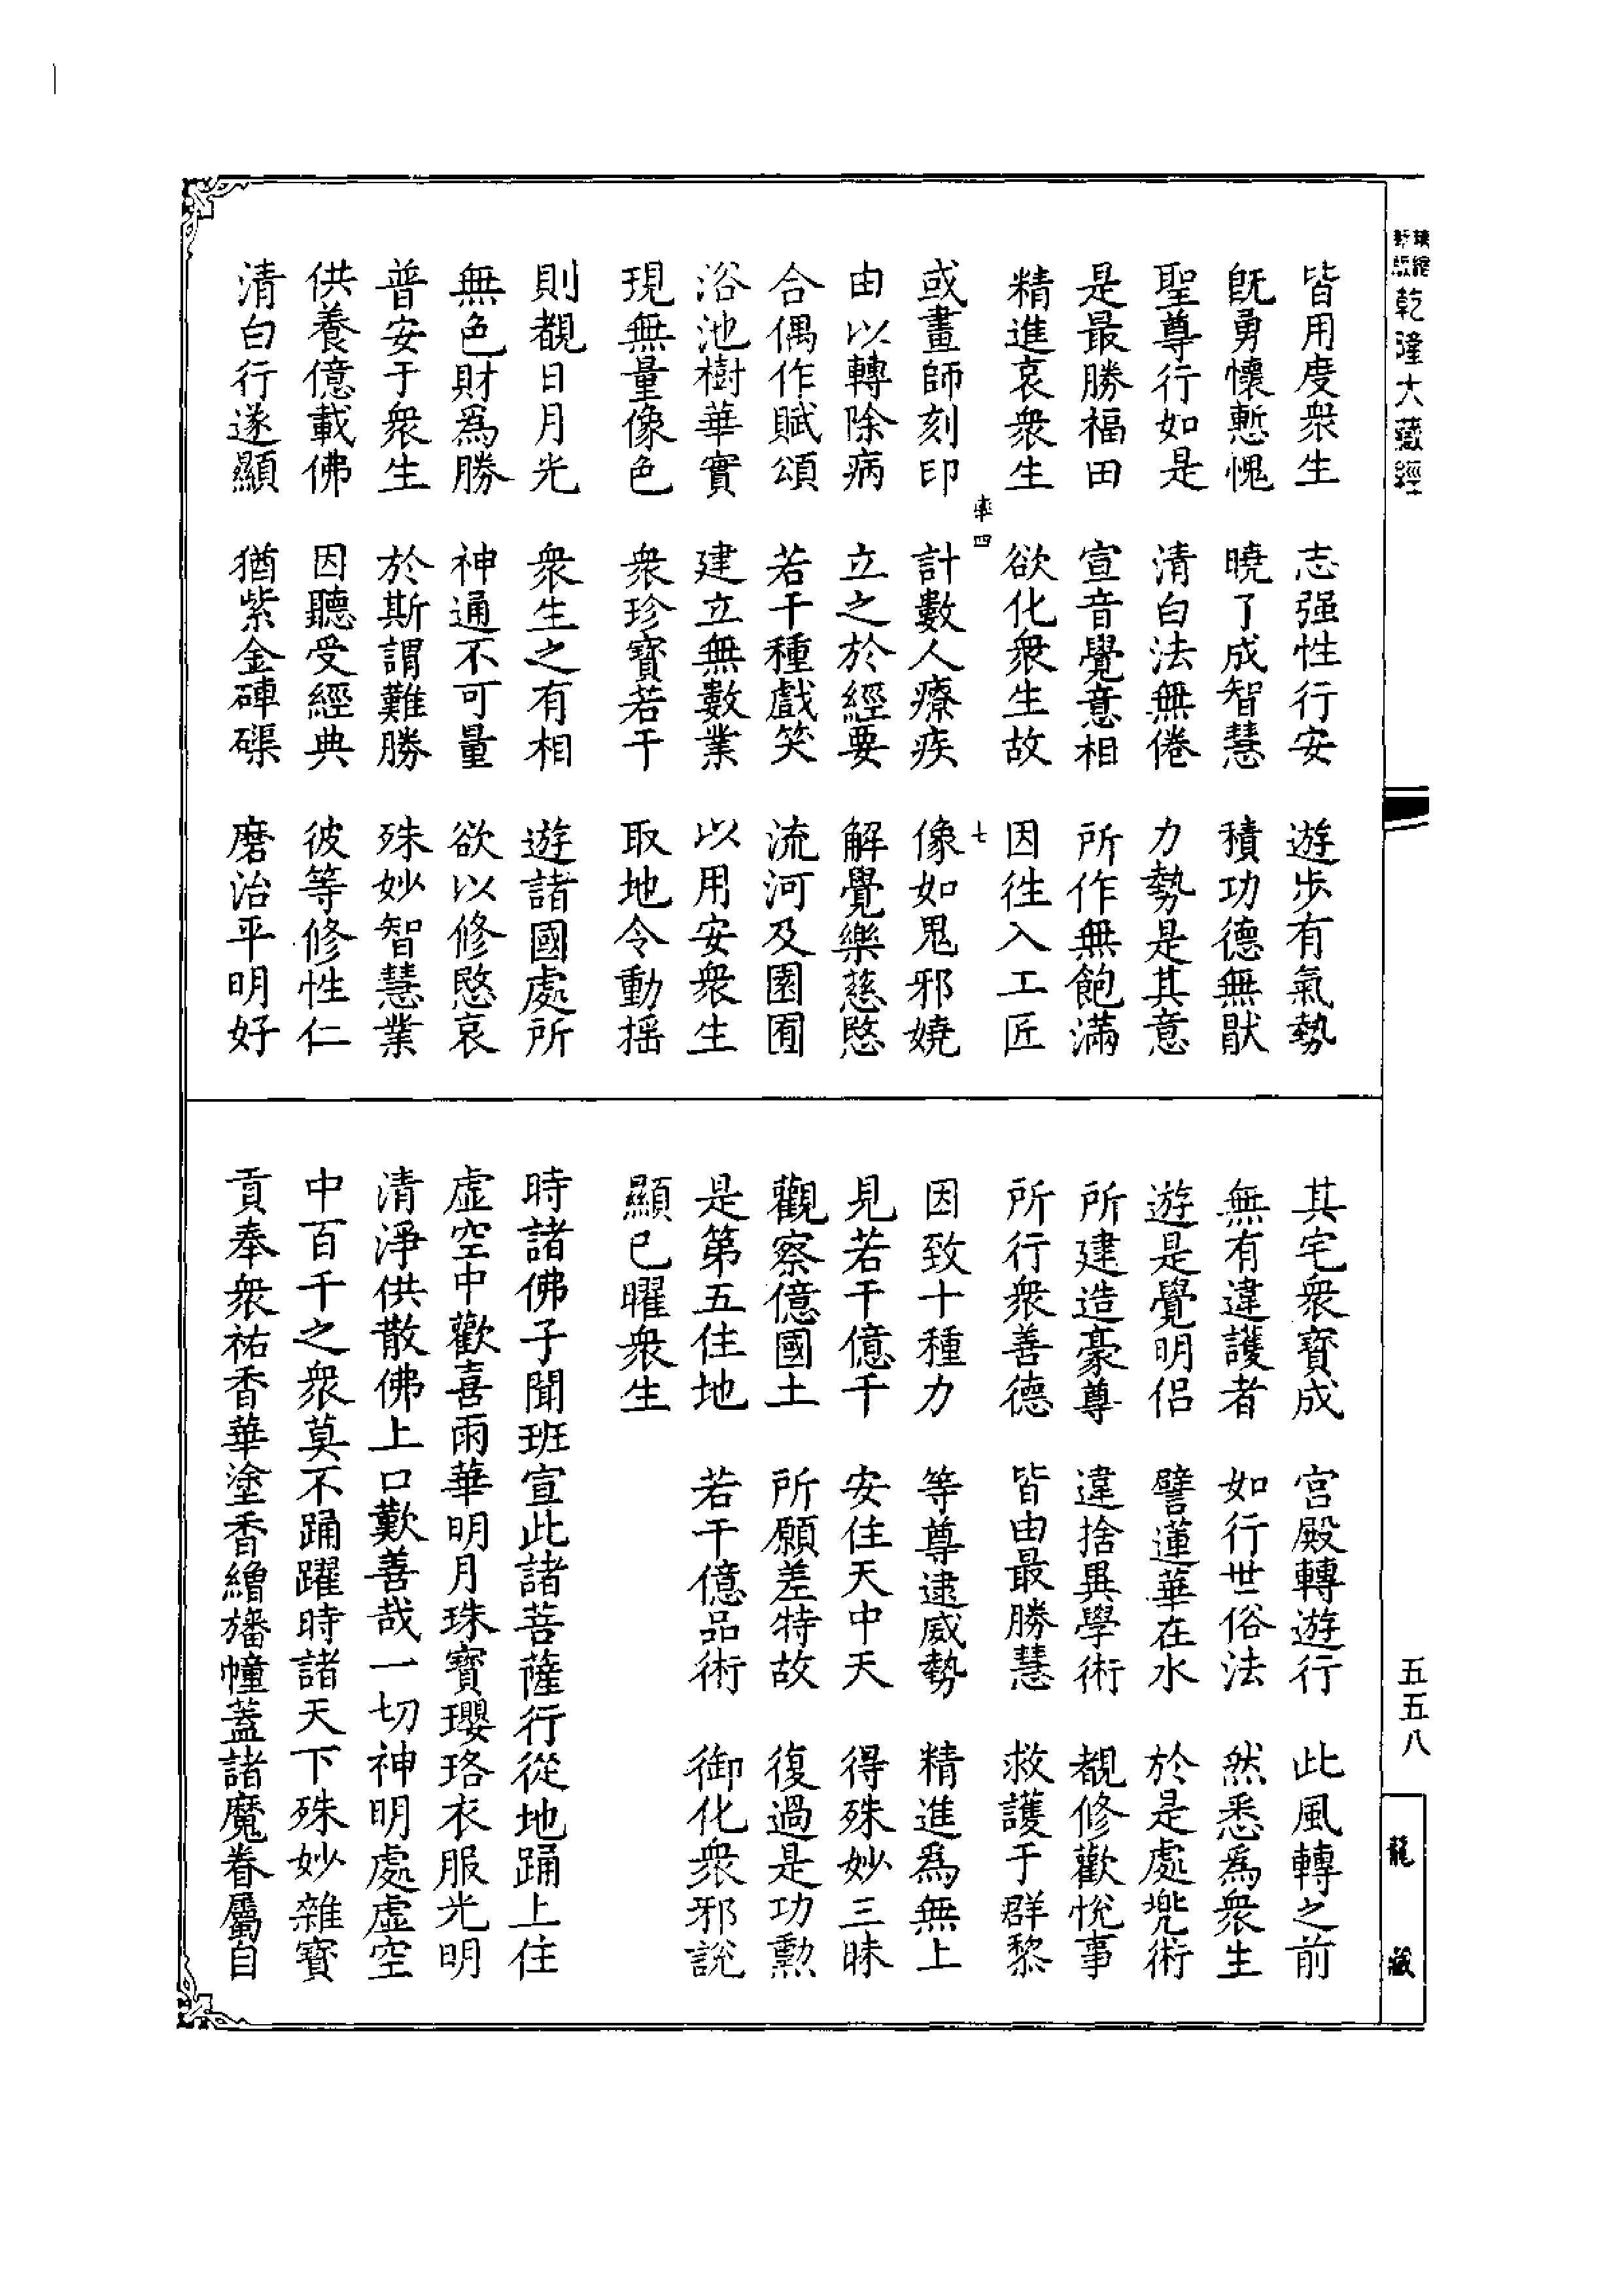 乾隆大藏經
皆用度衆生 志强性行安 遊步有氣勢
旣勇懷慙愧 曉了成智慧 積功德無猒
聖尊行如是 清白法無倦 力勢是其意
是最勝福田 宣音覺意相 所作無飽滿
精進哀衆生 欲化衆生故 因徃入工匠
率四 七
或畫師刻印 計數人療疾 像如鬼邪嬈
由以轉除病 立之於經要 解覺樂慈愍
合偶作賦頌 若干種戲笑 流河及園囿
浴池樹華實 建立無數業 以用安衆生
現無量像色 衆珍寶若干 取地令動摇
則覩日月光 衆生之有相 遊諸國處所
無色財爲勝 神通不可量 欲以修愍哀
普安于衆生 於斯謂難勝 殊妙智慧業
供養億載佛 因聽受經典 彼等修性仁
清白行遂顯 猶紫金硨磲 磨治平明好
其宅衆寶成 宫殿轉遊行 此風轉之前
無有違護者 如行世俗法 然悉爲衆生
遊是覺明侣 譬蓮華在水 於是處兠術
所建造豪尊 違捨異學術 覩修歡悅事
所行衆善德 皆由最勝慧 救護于群黎
因致十種力 等尊逮威勢 精進爲無上
見若干億千 安住天中天 得殊妙三昧
觀察億國土 所願差特故 復過是功勲
是第五住地 若干億品術 御化衆邪說
顯已曜衆生
時諸佛子聞班宣此諸菩薩行從地踊上住
虚空中歡喜雨華明月珠寶瓔珞衣服光明
清淨供散佛上口歎善哉一切神明處虚空
中百千之衆莫不踊躍時諸天下殊妙雜寶
貢奉衆祐香華塗香繒旛幢蓋諸魔眷屬自
五五八
龍藏